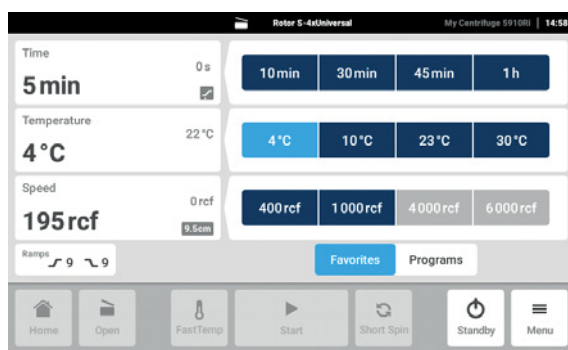 Rotor S-4xUniversal My Centrifuge 5910Ri | 14:58
Time
0 s
5 min
10 min 30 min 45 min 1 h
Temperature
22 °C
4 °C
4 °C 10 °C 23 °C 30 °C
Speed
0 rcf
195 rcf
9.5cm
400 rcf 1 000 rcf 4 000 rcf 6 000 rcf
Ramps 9 9
Favorites Programs
Home Open FastTemp Start Short Spin Standby Menu